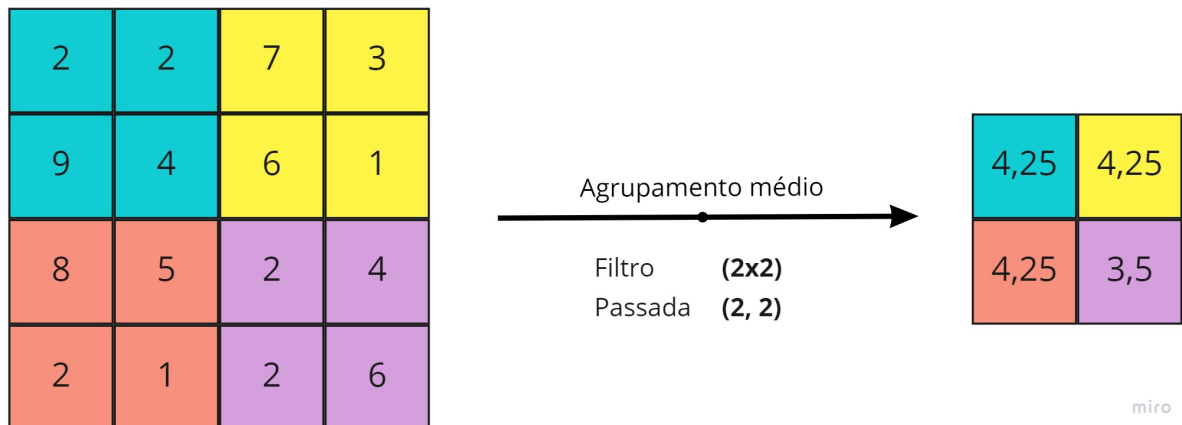 2 2 7 3
9 4 6 1
8 5 2 4
2 1 2 6
Agrupamento médio
Filtro (2x2)
Passada (2, 2)
4,25 4,25
4,25 3,5
miro